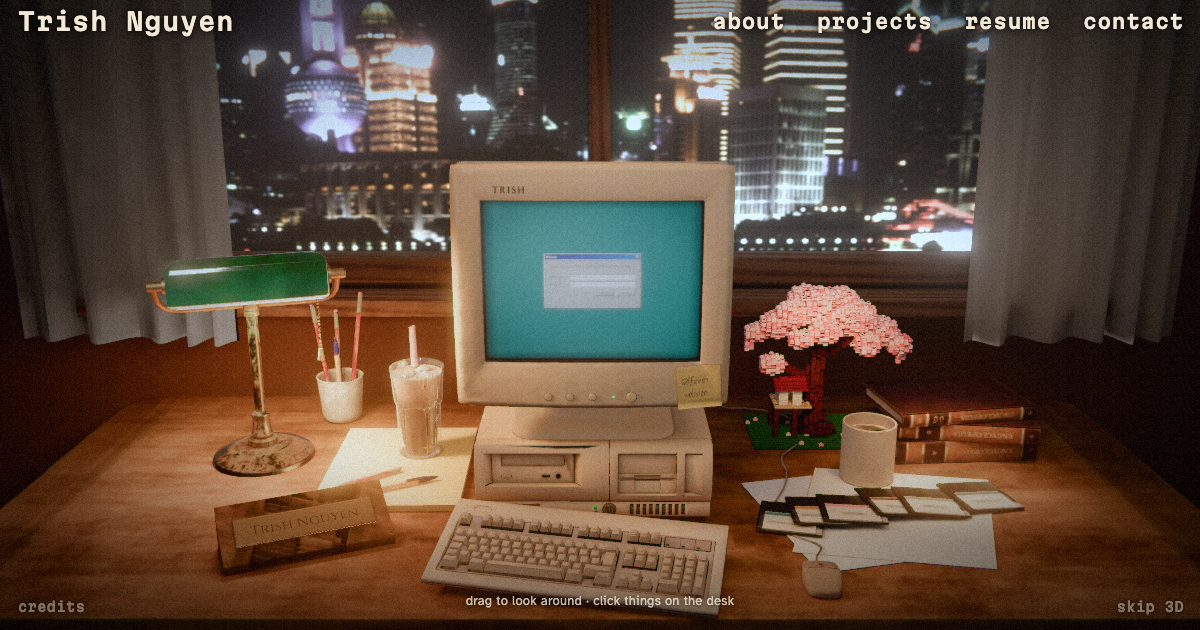 Trish Nguyen
about projects resume contact
TRISH
TRISH NGUYEN
drag to look around · click things on the desk
credits
skip 3D